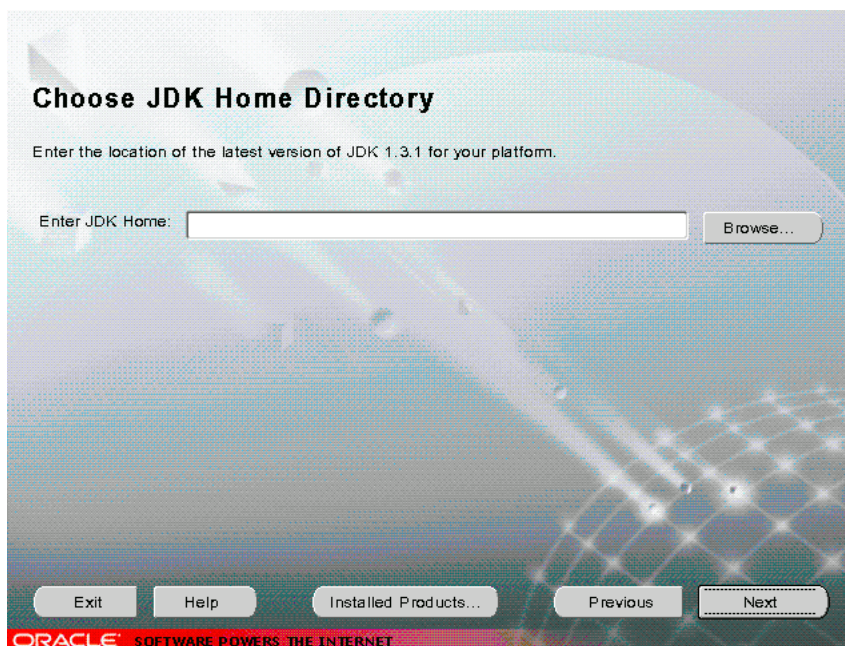 Choose JDK Home Directory
Enter the location of the latest version of JDK 1.3.1 for your platform.
Enter JDK Home:
Browse...
Exit
Help
Installed Products...
Previous
Next
ORACLE SOFTWARE POWERS THE INTERNET